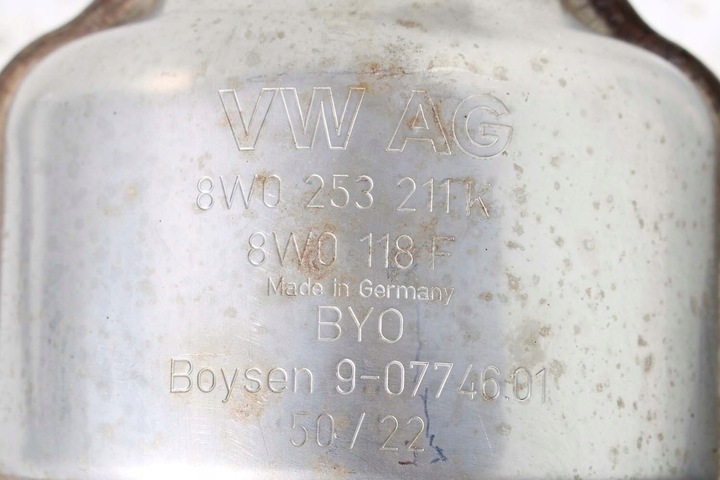 VW AG
8W0 253 211 K
8W0 118 F
Made in Germany
BYO
Boysen 9-07746.01
50 / 22